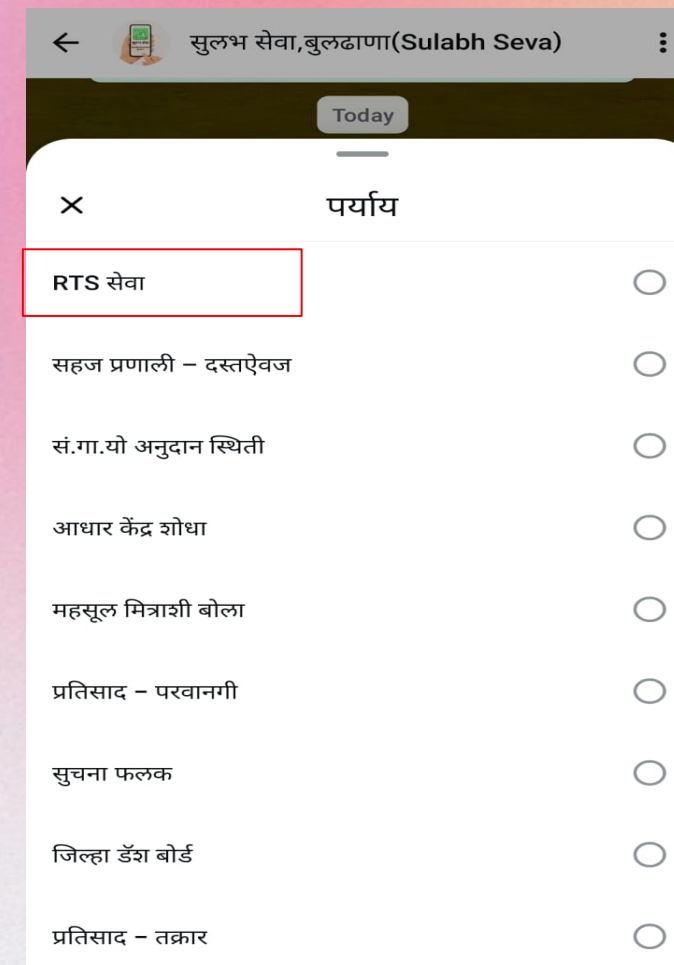 सुलभ सेवा,बुलढाणा(Sulabh Seva)
Today
पर्याय
RTS सेवा
सहज प्रणाली – दस्तऐवज
सं.गा.यो अनुदान स्थिती
आधार केंद्र शोधा
महसूल मित्राशी बोला
प्रतिसाद – परवानगी
सुचना फलक
जिल्हा डॅश बोर्ड
प्रतिसाद – तक्रार